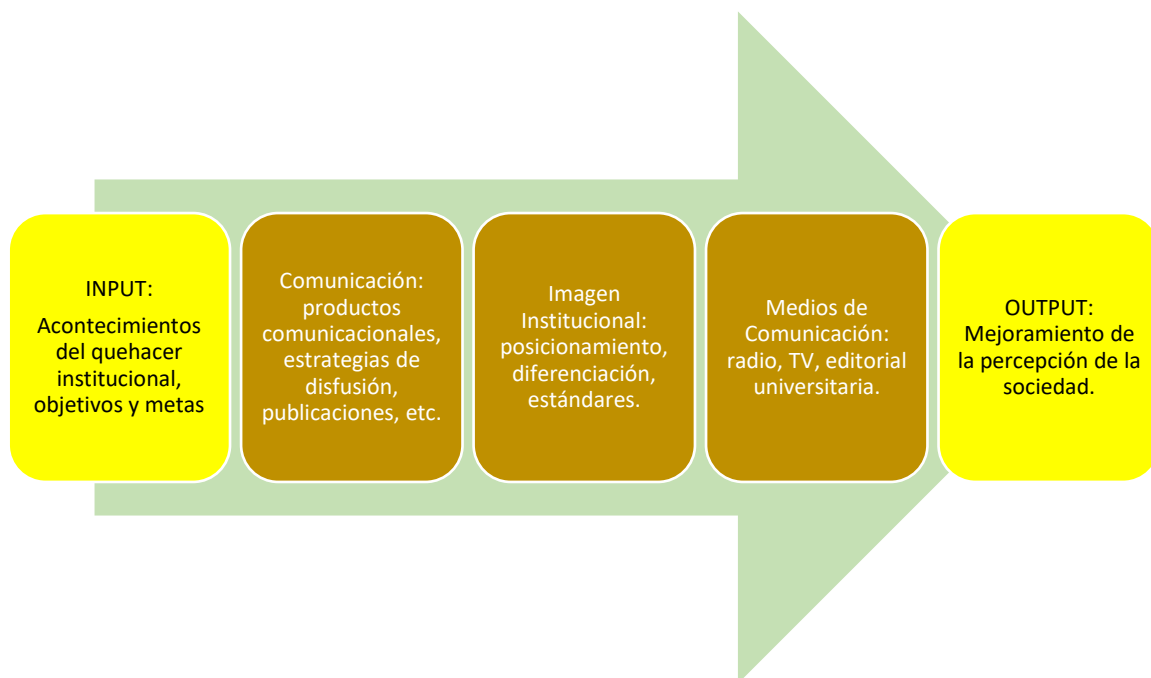 INPUT:
Acontecimientos
del quehacer
institucional,
objetivos y metas
Comunicación:
productos
comunicacionales,
estrategias de
disfusión,
publicaciones, etc.
Imagen
Institucional:
posicionamiento,
diferenciación,
estándares.
Medios de
Comunicación:
radio, TV, editorial
universitaria.
OUTPUT:
Mejoramiento de
la percepción de la
sociedad.